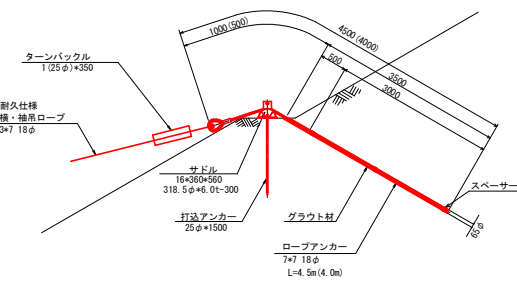 4500(4000)
1000(500)
3500
500
3000
ターンバックル
1(25φ)*350
耐久仕様
横・袖吊ロープ
3*7 18φ
サドル
16*360*560
318.5φ*6.0t-300
スペーサー
打込アンカー
25φ*1500
グラウト材
65φ
ロープアンカー
7*7 18φ
L=4.5m(4.0m)